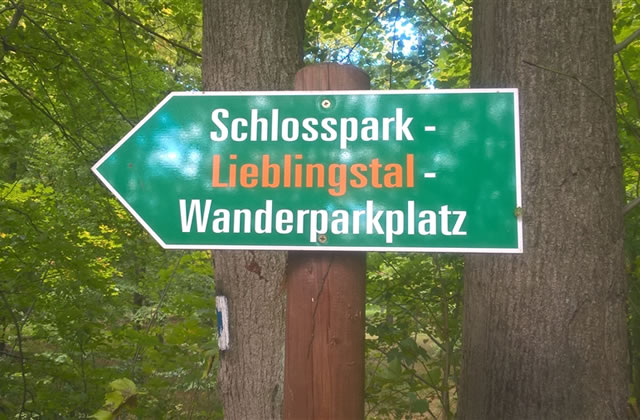 Schlosspark -
Lieblingstal -
Wanderparkplatz